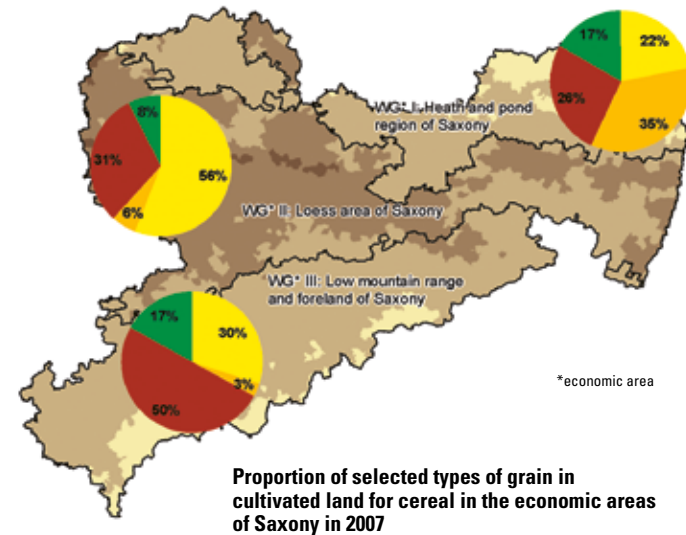 17%
22%
26%
35%
WG* I: Heath and pond
region of Saxony
8%
31%
56%
6%
WG* II: Loess area of Saxony
WG* III: Low mountain range
and foreland of Saxony
17%
30%
3%
50%
*economic area
Proportion of selected types of grain in
cultivated land for cereal in the economic areas
of Saxony in 2007